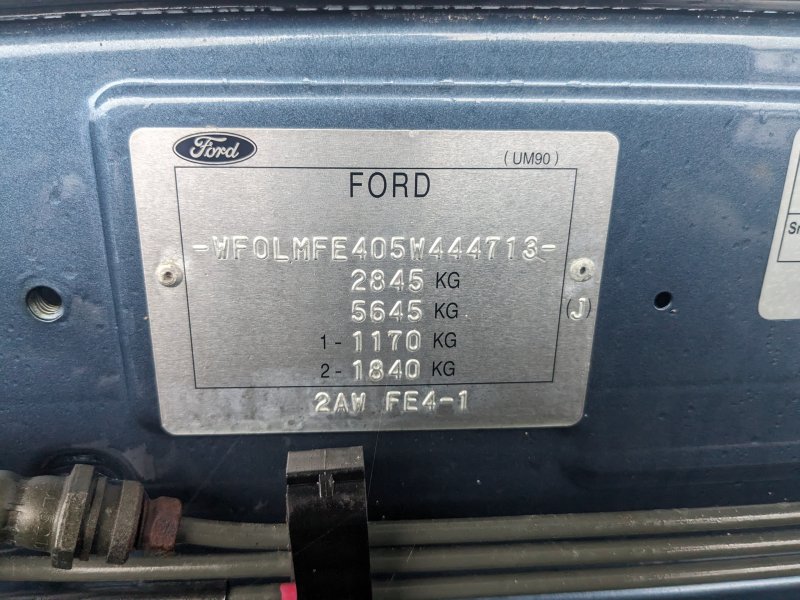 Ford
(UM90)
FORD
-WF0LMFE405W444713-
2845 KG
5645 KG
(J)
1-1170 KG
2-1840 KG
2AW FE4-1